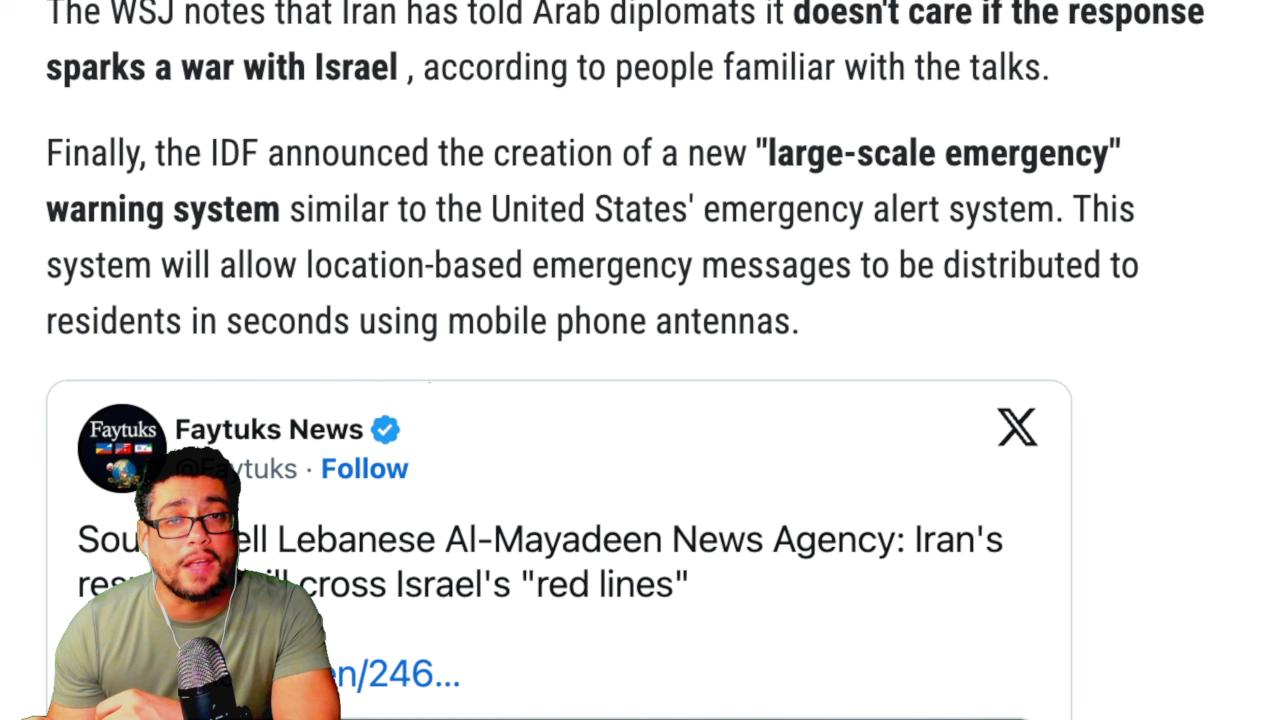 The WSJ notes that Iran has told Arab diplomats it doesn't care if the response
sparks a war with Israel , according to people familiar with the talks.
Finally, the IDF announced the creation of a new "large-scale emergency"
warning system similar to the United States' emergency alert system. This
system will allow location-based emergency messages to be distributed to
residents in seconds using mobile phone antennas.
Faytuks
Faytuks News
@Faytuks · Follow
Lebanese Al-Mayadeen News Agency: Iran's
cross Israel's "red lines"
en/246...